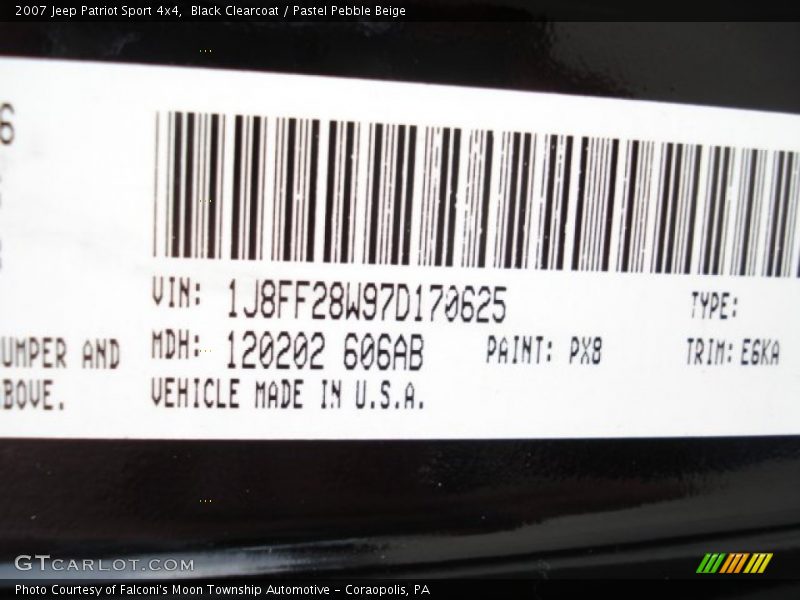 2007 Jeep Patriot Sport 4x4,  Black Clearcoat / Pastel Pebble Beige
6
VIN: 1J8FF28W97D170625 TYPE:
UMPER AND MDH: 120202 606AB PAINT: PX8 TRIM: E6KA
BOVE. VEHICLE MADE IN U.S.A.
GTCARLOT.COM
Photo Courtesy of Falconi's Moon Township Automotive - Coraopolis, PA